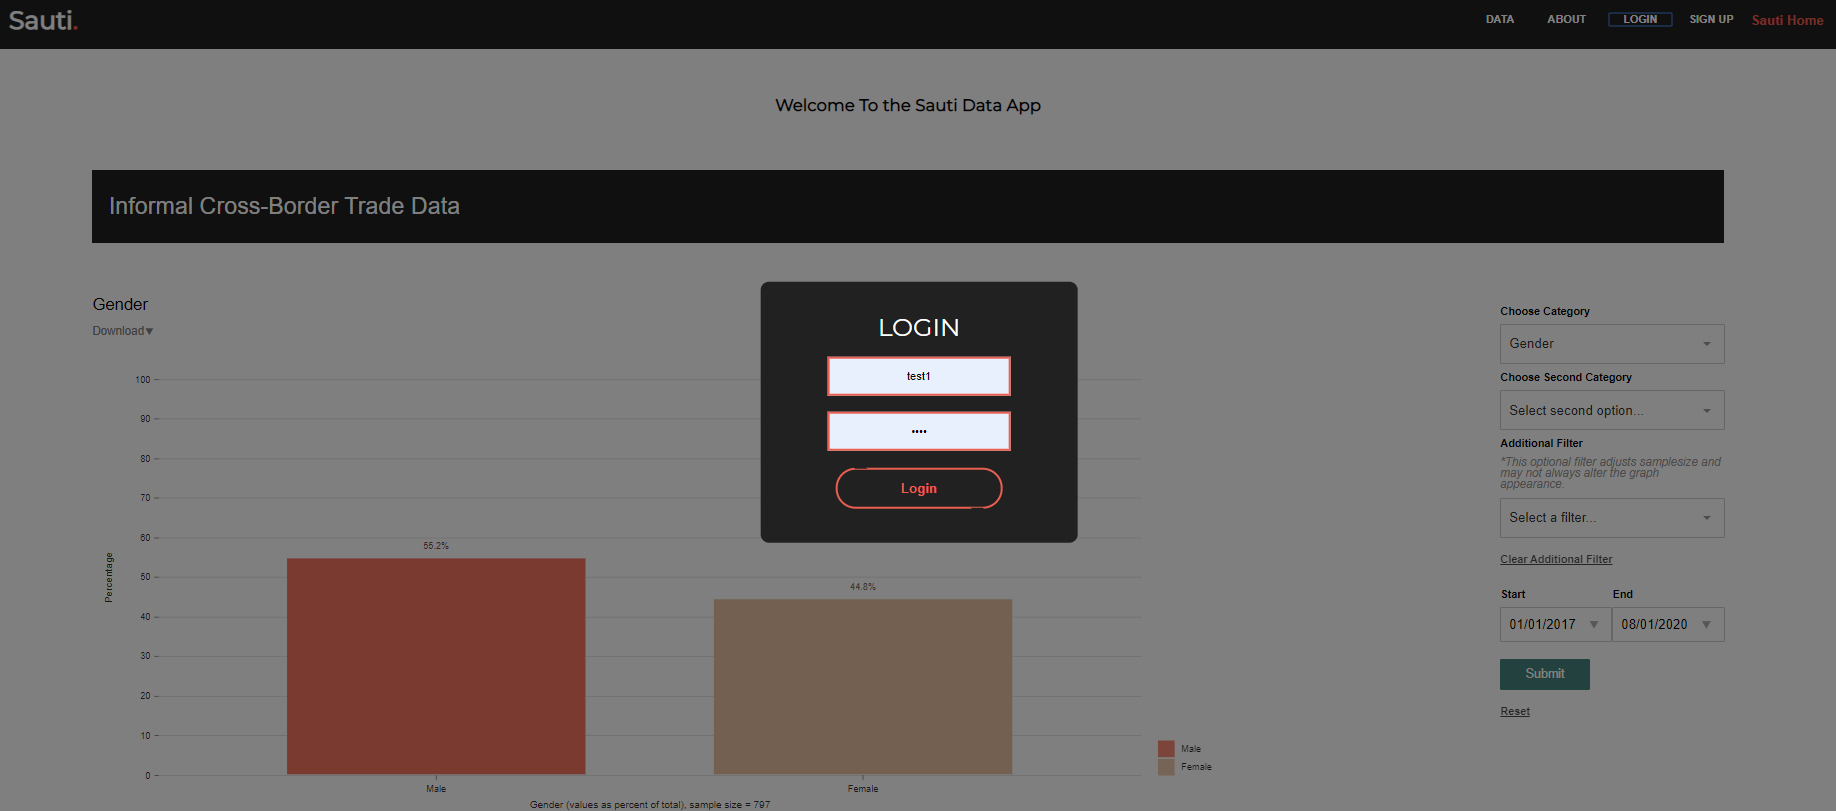 Sauti.
DATA ABOUT LOGIN SIGN UP Sauti Home
Welcome To the Sauti Data App
Informal Cross-Border Trade Data
Gender
Download▼
100
90
80
70
60
50
40
30
20
10
0
Percentage
55.2%
44.8%
Male
Female
Gender (values as percent of total), sample size = 797
Male
Female
LOGIN
test1
••••
Login
Choose Category
Gender
Choose Second Category
Select second option...
Additional Filter
*This optional filter adjusts samplesize and
may not always alter the graph
appearance.
Select a filter...
Clear Additional Filter
Start End
01/01/2017 ▼ 08/01/2020 ▼
Submit
Reset